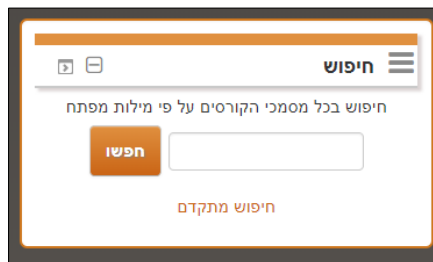 חיפוש
חיפוש בכל מסמכי הקורסים על פי מילות מפתח
חפשו
חיפוש מתקדם